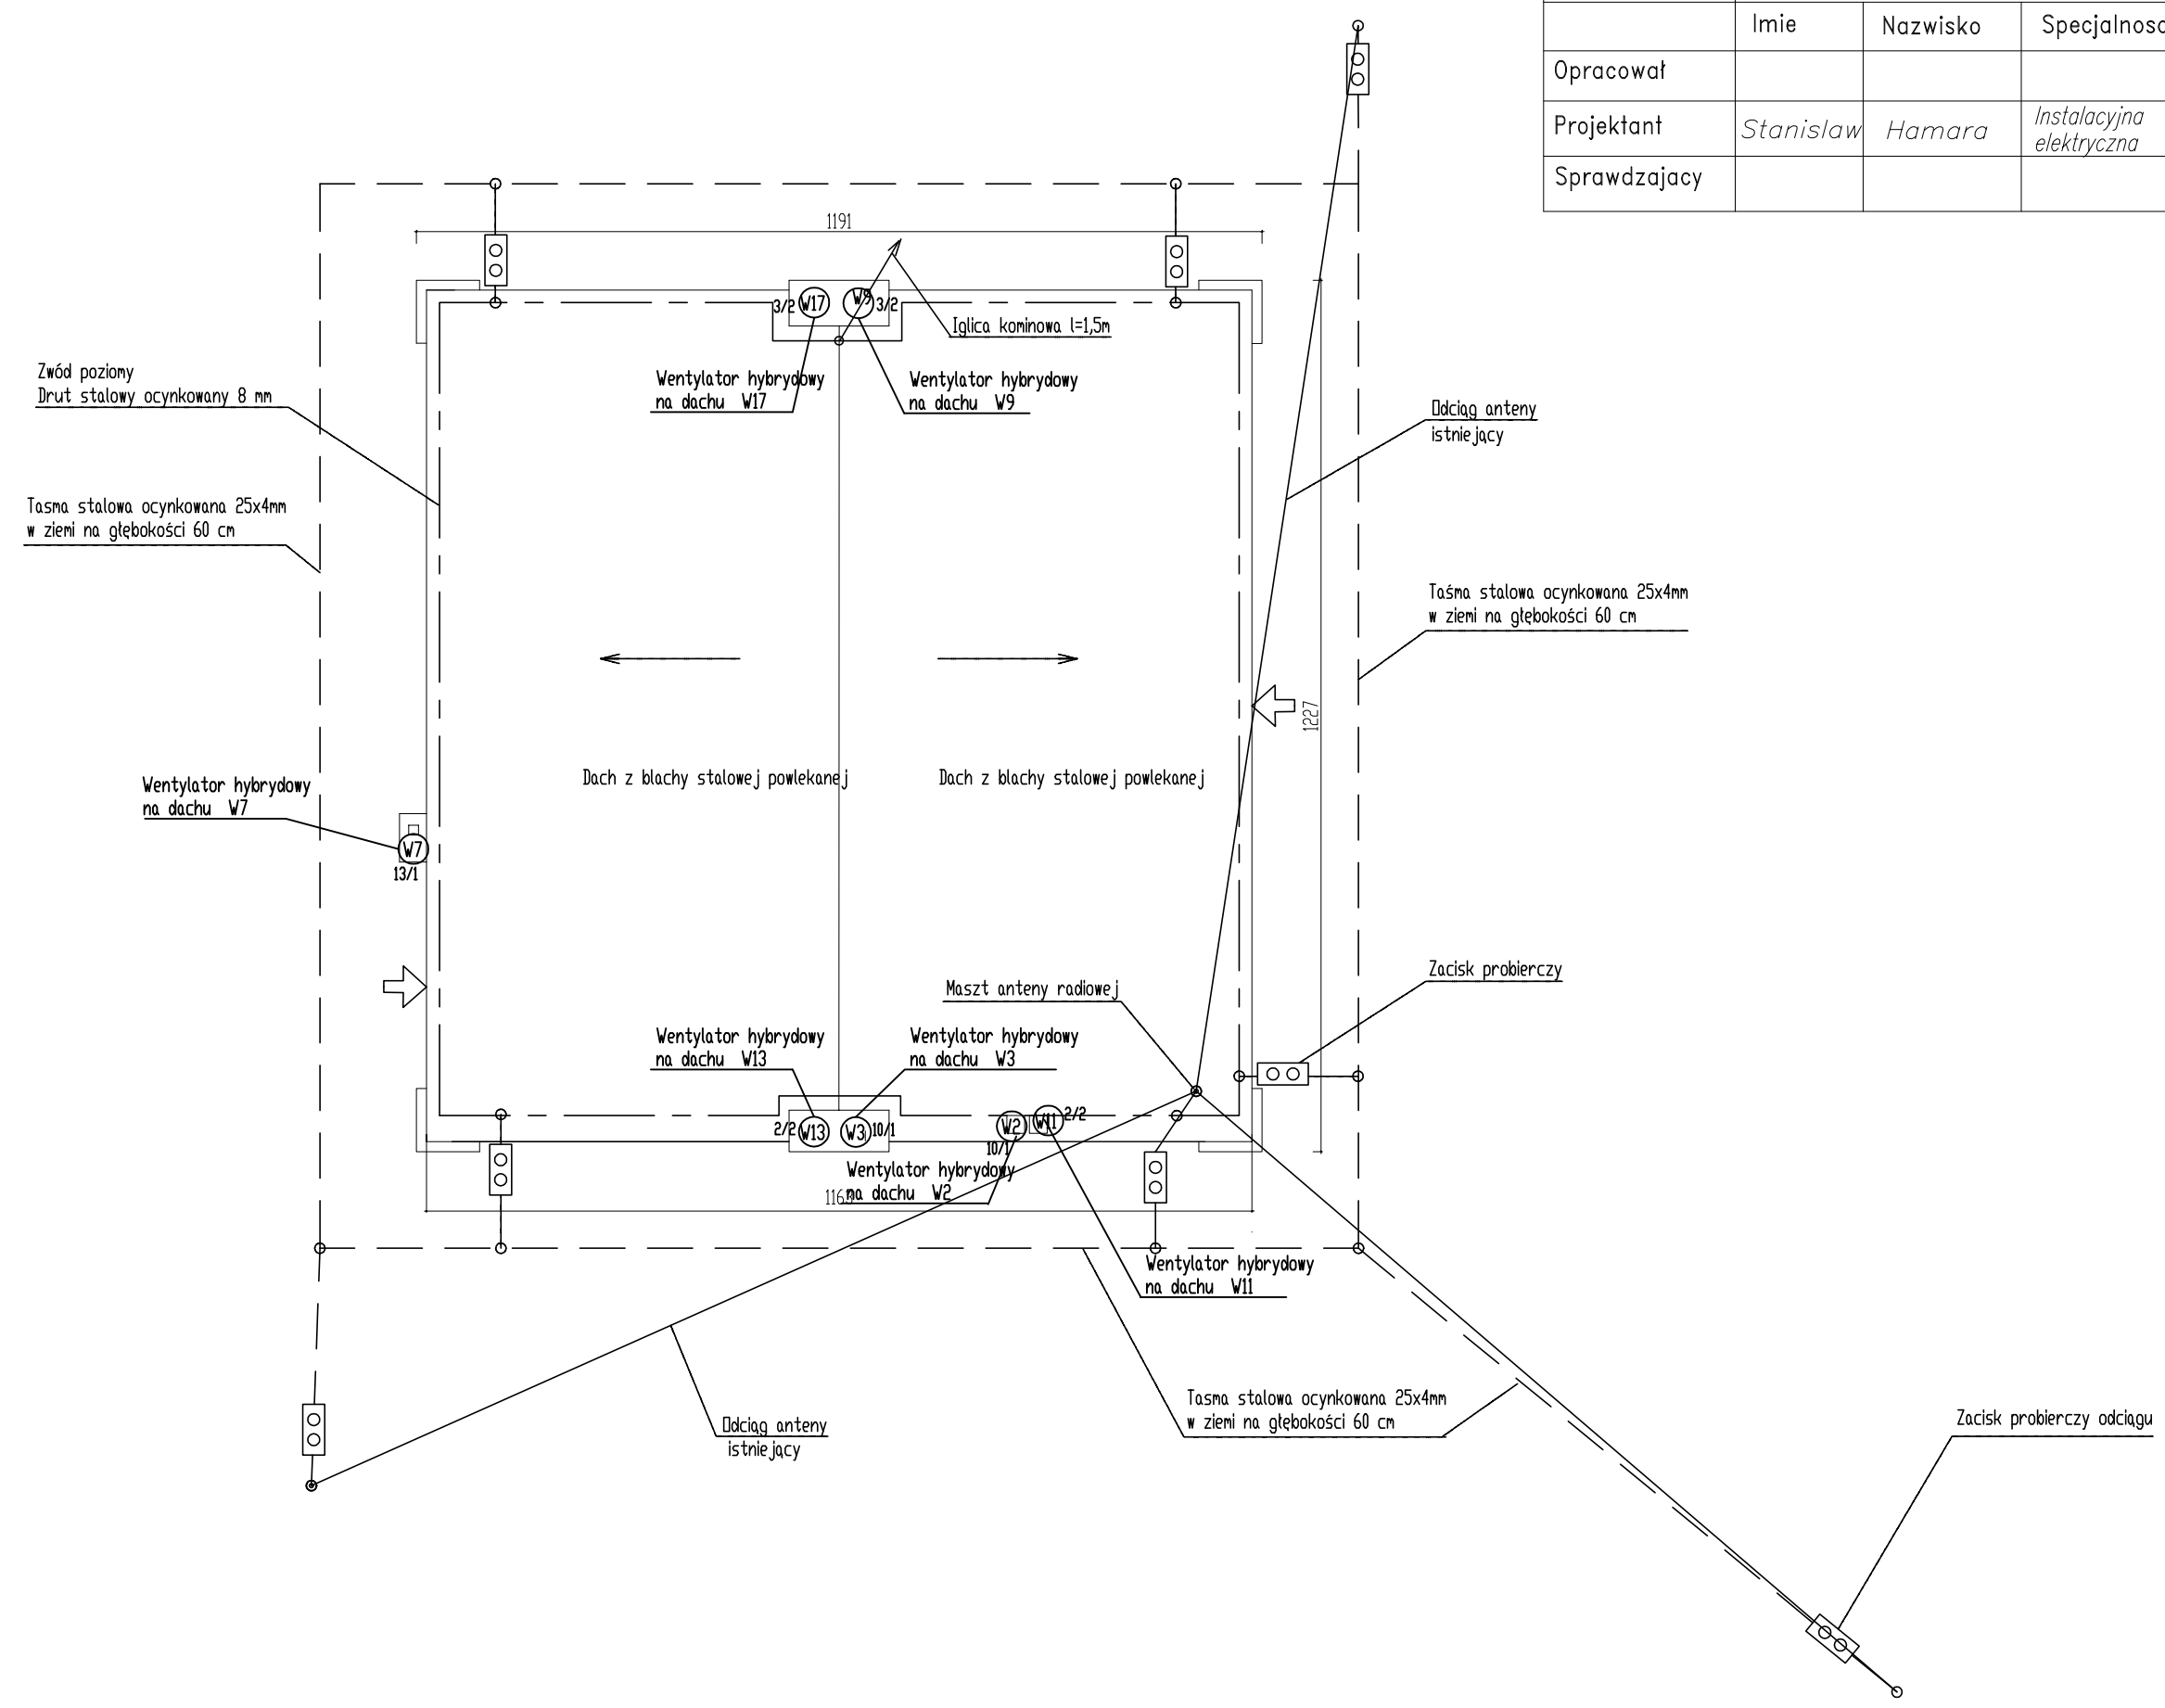 Imie Nazwisko
Opracował
Projektant Stanislaw Hamara Instalacyjna
elektryczna
Sprawdzajacy
1191
3/2 W17 W9 3/2
Iglica kominowa l=1,5m
Zwód poziomy
Drut stalowy ocynkowany 8 mm
Wentylator hybrydowy
na dachu W17
Wentylator hybrydowy
na dachu W9
Odciąg anteny
istniejący
Tasma stalowa ocynkowana 25x4mm
w ziemi na głębokości 60 cm
Taśma stalowa ocynkowana 25x4mm
w ziemi na głębokości 60 cm
1227
Dach z blachy stalowej powlekanej
Dach z blachy stalowej powlekanej
Wentylator hybrydowy
na dachu W7
W7
13/1
Zacisk probierczy
Maszt anteny radiowej
Wentylator hybrydowy
na dachu W13
Wentylator hybrydowy
na dachu W3
2/2 W13 W3 10/1
W2 W11 2/2
10/1
Wentylator hybrydowy
na dachu W2
Wentylator hybrydowy
na dachu W11
Tasma stalowa ocynkowana 25x4mm
w ziemi na głębokości 60 cm
Odciąg anteny
istniejący
Zacisk probierczy odciągu